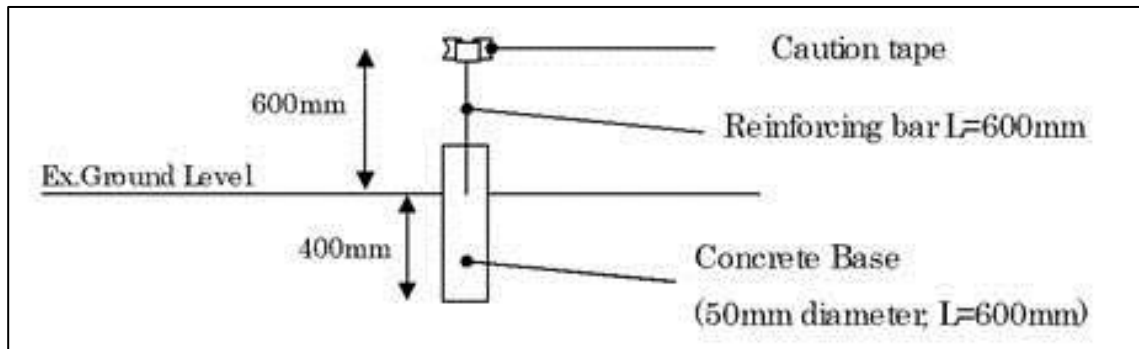 Caution tape
600mm
Reinforcing bar L=600mm
Ex.Ground Level
400mm
Concrete Base
(50mm diameter, L=600mm)